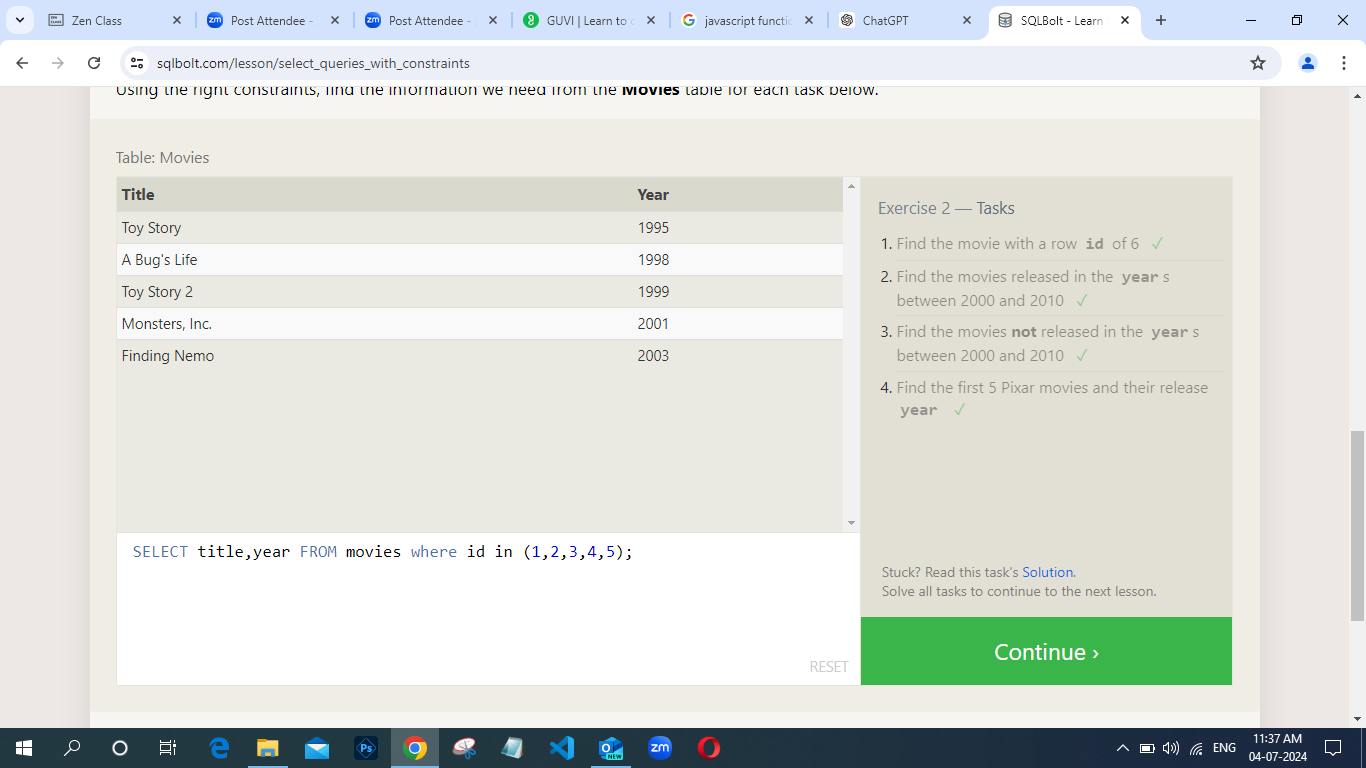 Zen Class
Post Attendee -
Post Attendee -
GUVI | Learn to c
javascript functio
ChatGPT
SQLBolt - Learn S
sqlbolt.com/lesson/select_queries_with_constraints
Using the right constraints, find the information we need from the Movies table for each task below.
Table: Movies
Title Year
Toy Story 1995
A Bug's Life 1998
Toy Story 2 1999
Monsters, Inc. 2001
Finding Nemo 2003
SELECT title,year FROM movies where id in (1,2,3,4,5);
RESET
Exercise 2 — Tasks
1. Find the movie with a row id of 6 ✓
2. Find the movies released in the year s
between 2000 and 2010 ✓
3. Find the movies not released in the year s
between 2000 and 2010 ✓
4. Find the first 5 Pixar movies and their release
year ✓
Stuck? Read this task's Solution.
Solve all tasks to continue to the next lesson.
Continue ›
Ps
NEW
zm
ENG
11:37 AM
04-07-2024